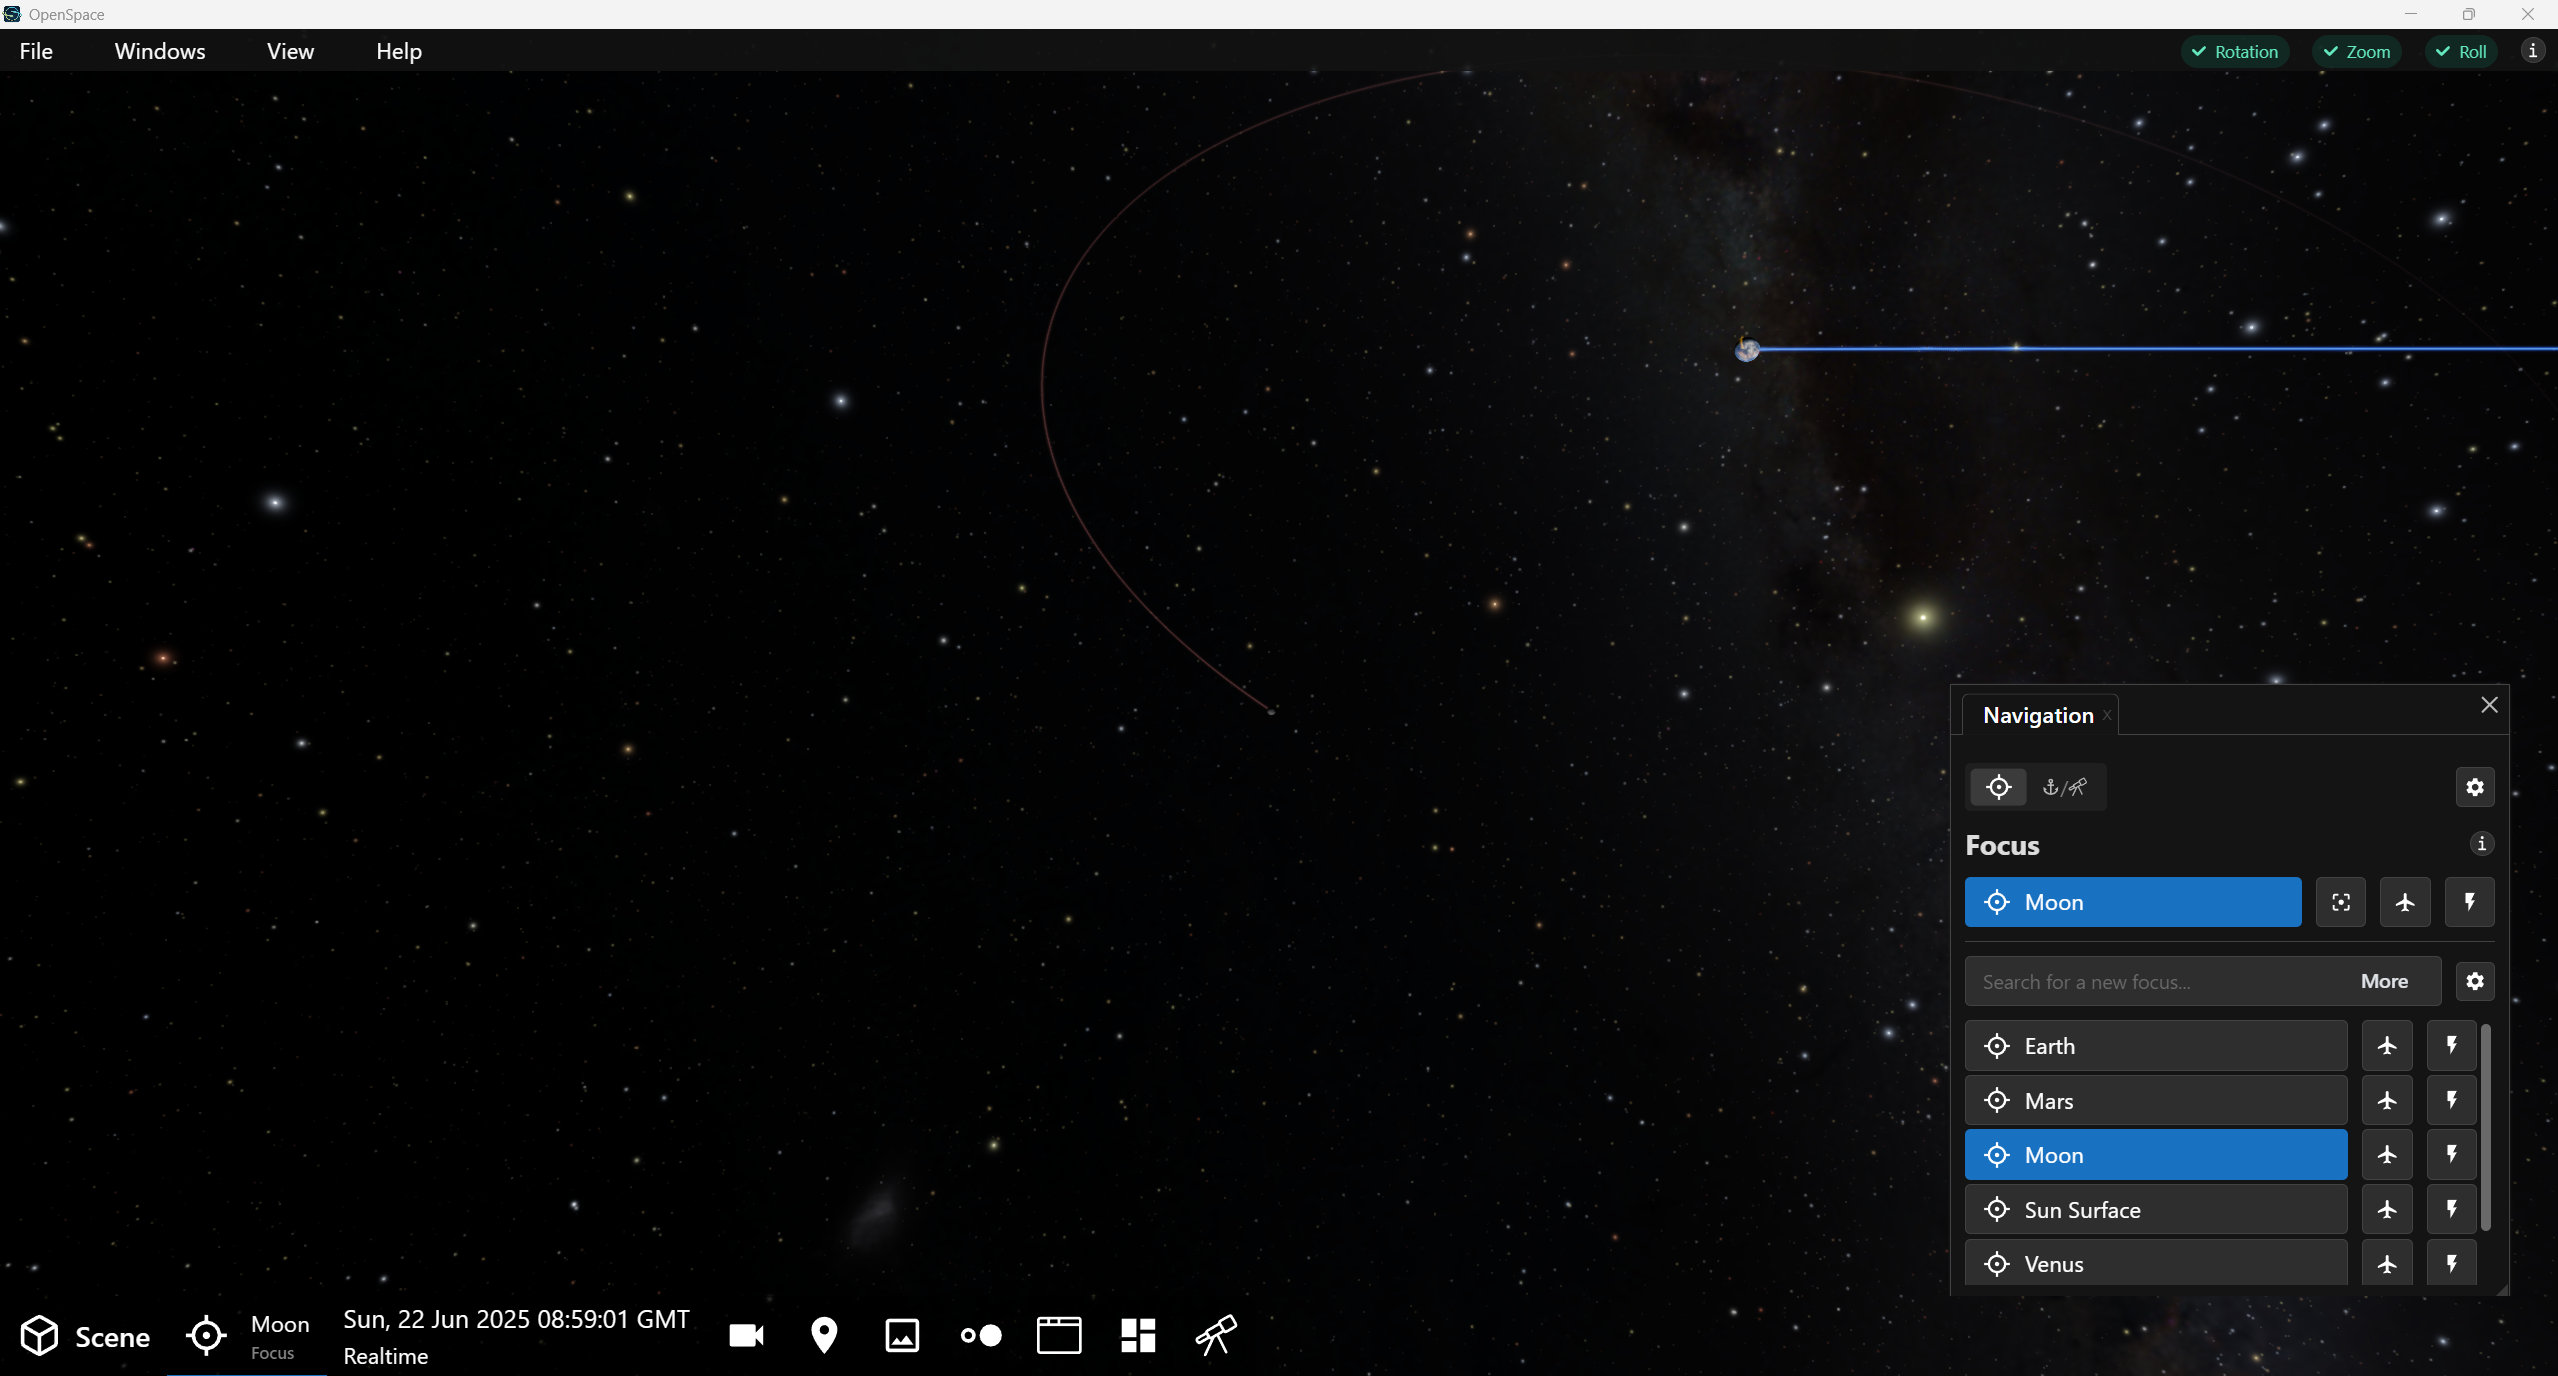 OpenSpace
File Windows View Help Rotation Zoom Roll
Navigation x
Focus
Moon
Search for a new focus... More
Earth
Mars
Moon
Sun Surface
Venus
Scene
Moon
Focus
Sun, 22 Jun 2025 08:59:01 GMT
Realtime